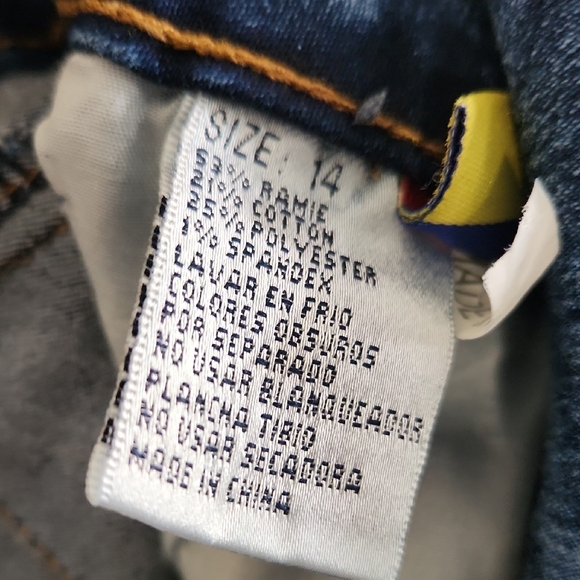 SIZE: 14
53% RAMIE
21% COTTON
25% POLYESTER
1% SPANDEX
LAVAR EN FRIO
COLORES OBSUROS
POR SEPARADO
NO USAR BLANQUEADOR
PLANCHA TIBIO
NO USAR SECADORA
MADE IN CHINA